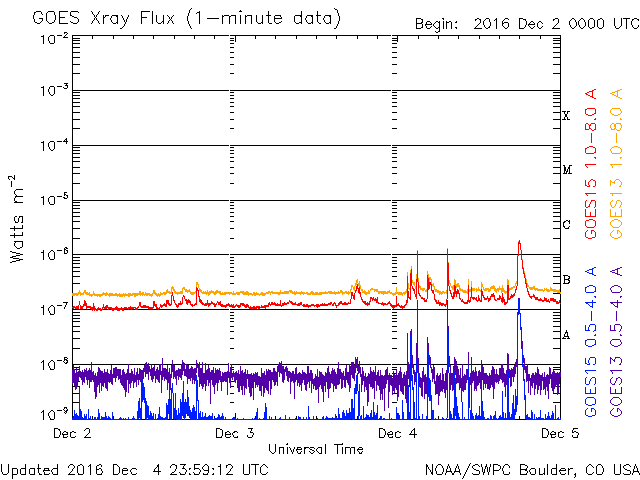 GOES Xray Flux (1-minute data)
Begin: 2016 Dec 2 0000 UTC
10⁻²
10⁻³
10⁻⁴
10⁻⁵
10⁻⁶
10⁻⁷
10⁻⁸
10⁻⁹
Watts m⁻²
X
M
C
B
A
GOES15 1.0-8.0 A
GOES13 1.0-8.0 A
GOES15 0.5-4.0 A
GOES13 0.5-4.0 A
Dec 2
Dec 3
Dec 4
Dec 5
Universal Time
Updated 2016 Dec 4 23:59:12 UTC
NOAA/SWPC Boulder, CO USA